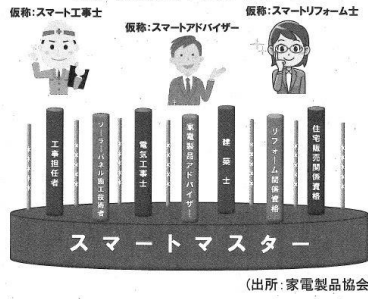 仮称:スマート工事士
仮称:スマートアドバイザー
仮称:スマートリフォーム士
工事担任者
ソーラーパネル施工技術者
電気工事士
家電製品アドバイザー
建築士
リフォーム関係資格
住宅販売関係資格
スマートマスター
(出所:家電製品協会